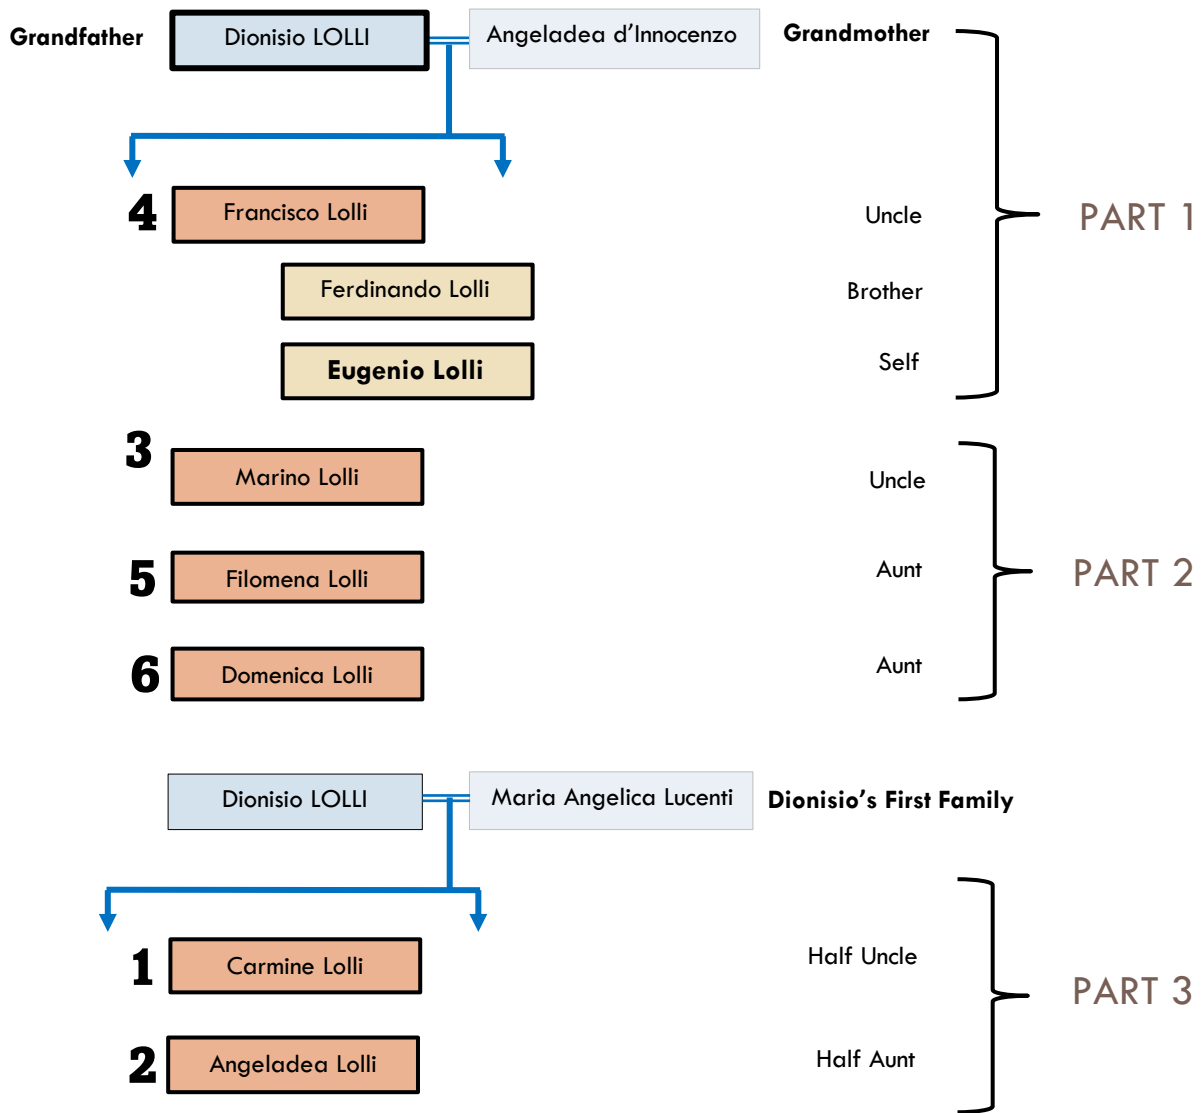 Grandfather
Dionisio LOLLI
Angeladea d'Innocenzo
Grandmother
4
Francisco Lolli
Uncle
PART 1
Ferdinando Lolli
Brother
Eugenio Lolli
Self
3
Marino Lolli
Uncle
5
Filomena Lolli
Aunt
PART 2
6
Domenica Lolli
Aunt
Dionisio LOLLI
Maria Angelica Lucenti
Dionisio's First Family
1
Carmine Lolli
Half Uncle
PART 3
2
Angeladea Lolli
Half Aunt